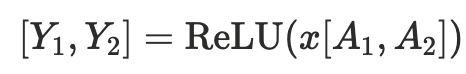 [Y₁, Y₂] = ReLU(x[A₁, A₂])